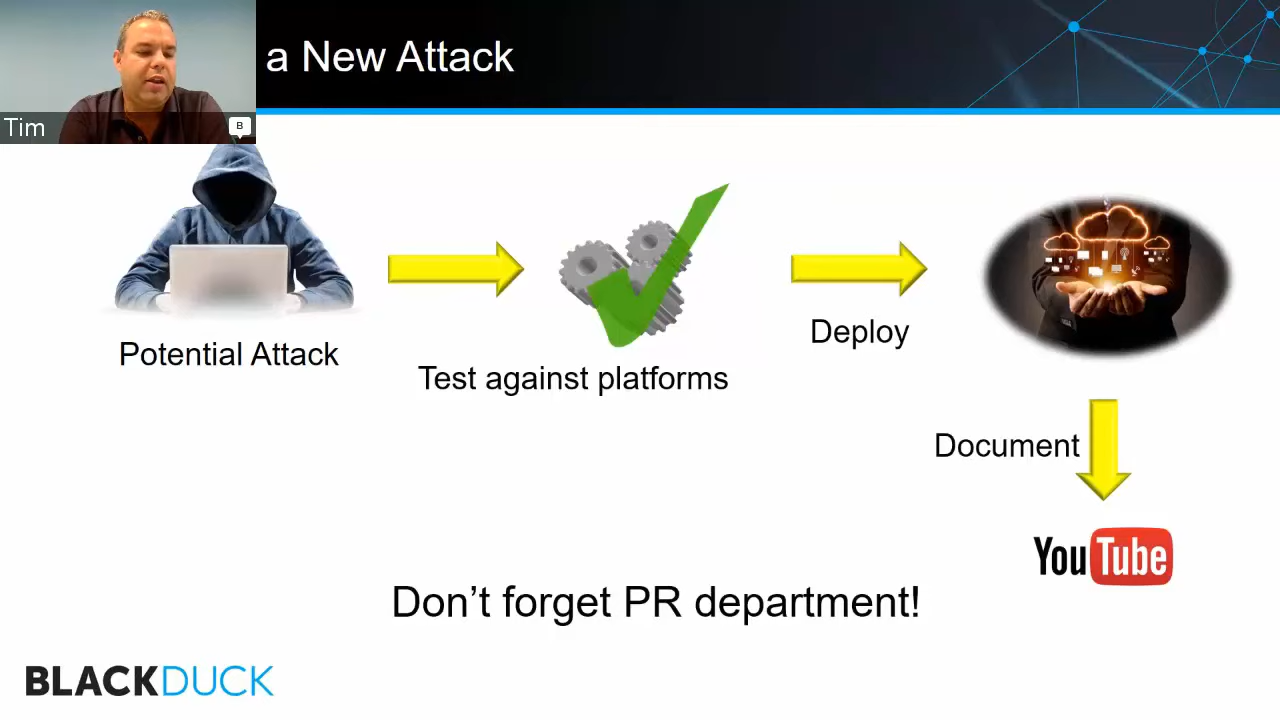 a New Attack
Tim
B
Potential Attack
Test against platforms
Deploy
Document
YouTube
Don't forget PR department!
BLACKDUCK